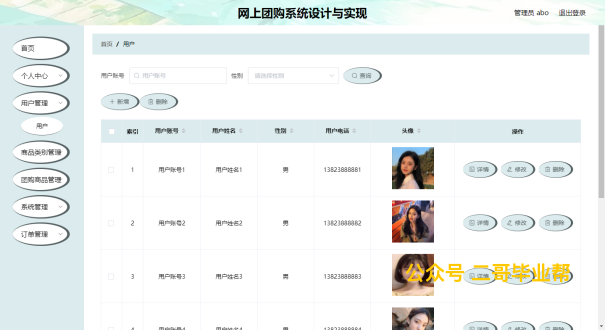 网上团购系统设计与实现
管理员 abo 退出登录
首页
个人中心
用户管理
用户
商品类别管理
团购商品管理
系统管理
订单管理
首页 / 用户
用户账号 用户账号 性别 请选择性别 查询
新增 删除
索引 用户账号 用户姓名 性别 用户电话 头像 操作
1 用户账号1 用户姓名1 男 13823888881 详情 修改 删除
2 用户账号2 用户姓名2 男 13823888882 详情 修改 删除
3 用户账号3 用户姓名3 男 13823888883 详情 修改 删除
公众号 二哥毕业帮
4 用户账号4 用户姓名4 男 13823888884 详情 修改 删除